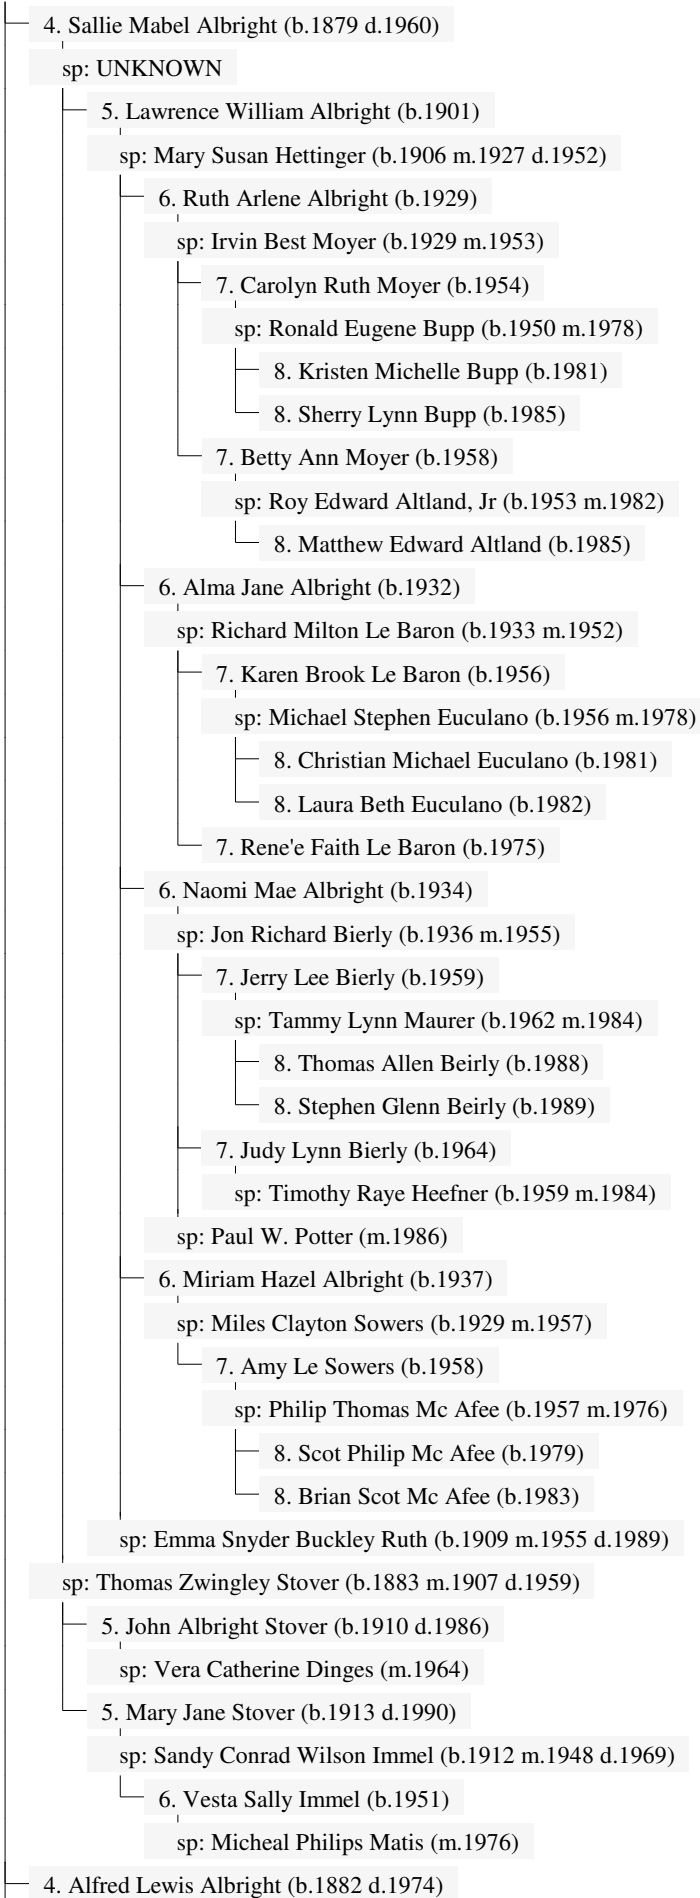 4. Sallie Mabel Albright (b.1879 d.1960)
sp: UNKNOWN
5. Lawrence William Albright (b.1901)
sp: Mary Susan Hettinger (b.1906 m.1927 d.1952)
6. Ruth Arlene Albright (b.1929)
sp: Irvin Best Moyer (b.1929 m.1953)
7. Carolyn Ruth Moyer (b.1954)
sp: Ronald Eugene Bupp (b.1950 m.1978)
8. Kristen Michelle Bupp (b.1981)
8. Sherry Lynn Bupp (b.1985)
7. Betty Ann Moyer (b.1958)
sp: Roy Edward Altland, Jr (b.1953 m.1982)
8. Matthew Edward Altland (b.1985)
6. Alma Jane Albright (b.1932)
sp: Richard Milton Le Baron (b.1933 m.1952)
7. Karen Brook Le Baron (b.1956)
sp: Michael Stephen Euculano (b.1956 m.1978)
8. Christian Michael Euculano (b.1981)
8. Laura Beth Euculano (b.1982)
7. Rene'e Faith Le Baron (b.1975)
6. Naomi Mae Albright (b.1934)
sp: Jon Richard Bierly (b.1936 m.1955)
7. Jerry Lee Bierly (b.1959)
sp: Tammy Lynn Maurer (b.1962 m.1984)
8. Thomas Allen Beirly (b.1988)
8. Stephen Glenn Beirly (b.1989)
7. Judy Lynn Bierly (b.1964)
sp: Timothy Raye Heefner (b.1959 m.1984)
sp: Paul W. Potter (m.1986)
6. Miriam Hazel Albright (b.1937)
sp: Miles Clayton Sowers (b.1929 m.1957)
7. Amy Le Sowers (b.1958)
sp: Philip Thomas Mc Afee (b.1957 m.1976)
8. Scot Philip Mc Afee (b.1979)
8. Brian Scot Mc Afee (b.1983)
sp: Emma Snyder Buckley Ruth (b.1909 m.1955 d.1989)
sp: Thomas Zwingley Stover (b.1883 m.1907 d.1959)
5. John Albright Stover (b.1910 d.1986)
sp: Vera Catherine Dinges (m.1964)
5. Mary Jane Stover (b.1913 d.1990)
sp: Sandy Conrad Wilson Immel (b.1912 m.1948 d.1969)
6. Vesta Sally Immel (b.1951)
sp: Micheal Philips Matis (m.1976)
4. Alfred Lewis Albright (b.1882 d.1974)